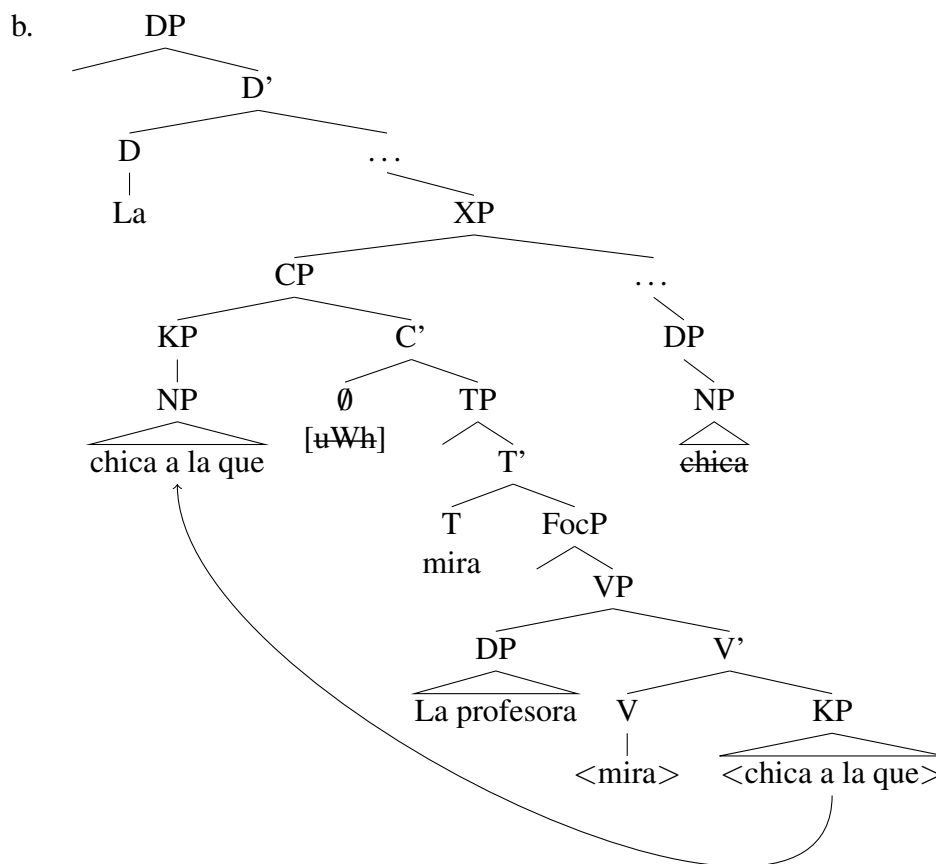 b. DP
D’
D . . .
La XP
CP . . .
KP C’ DP
NP ∅ TP NP
chica a la que [uWh] T’ chica
T FocP
mira VP
DP V’
La profesora V KP
<mira> <chica a la que>